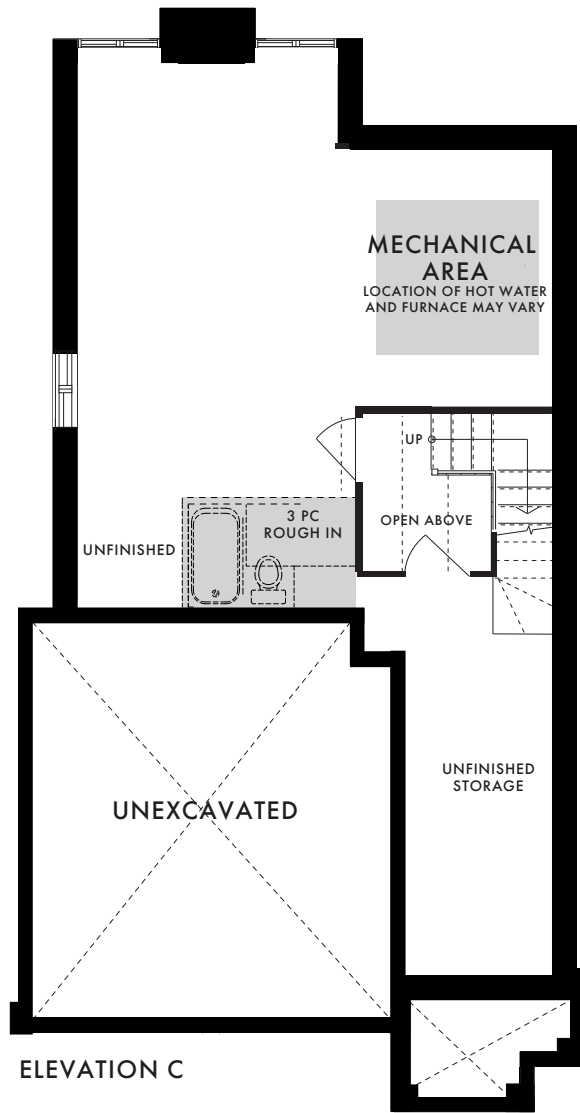 MECHANICAL
AREA
LOCATION OF HOT WATER
AND FURNACE MAY VARY
UP
3 PC
ROUGH IN
OPEN ABOVE
UNFINISHED
UNFINISHED
STORAGE
UNEXCAVATED
ELEVATION C